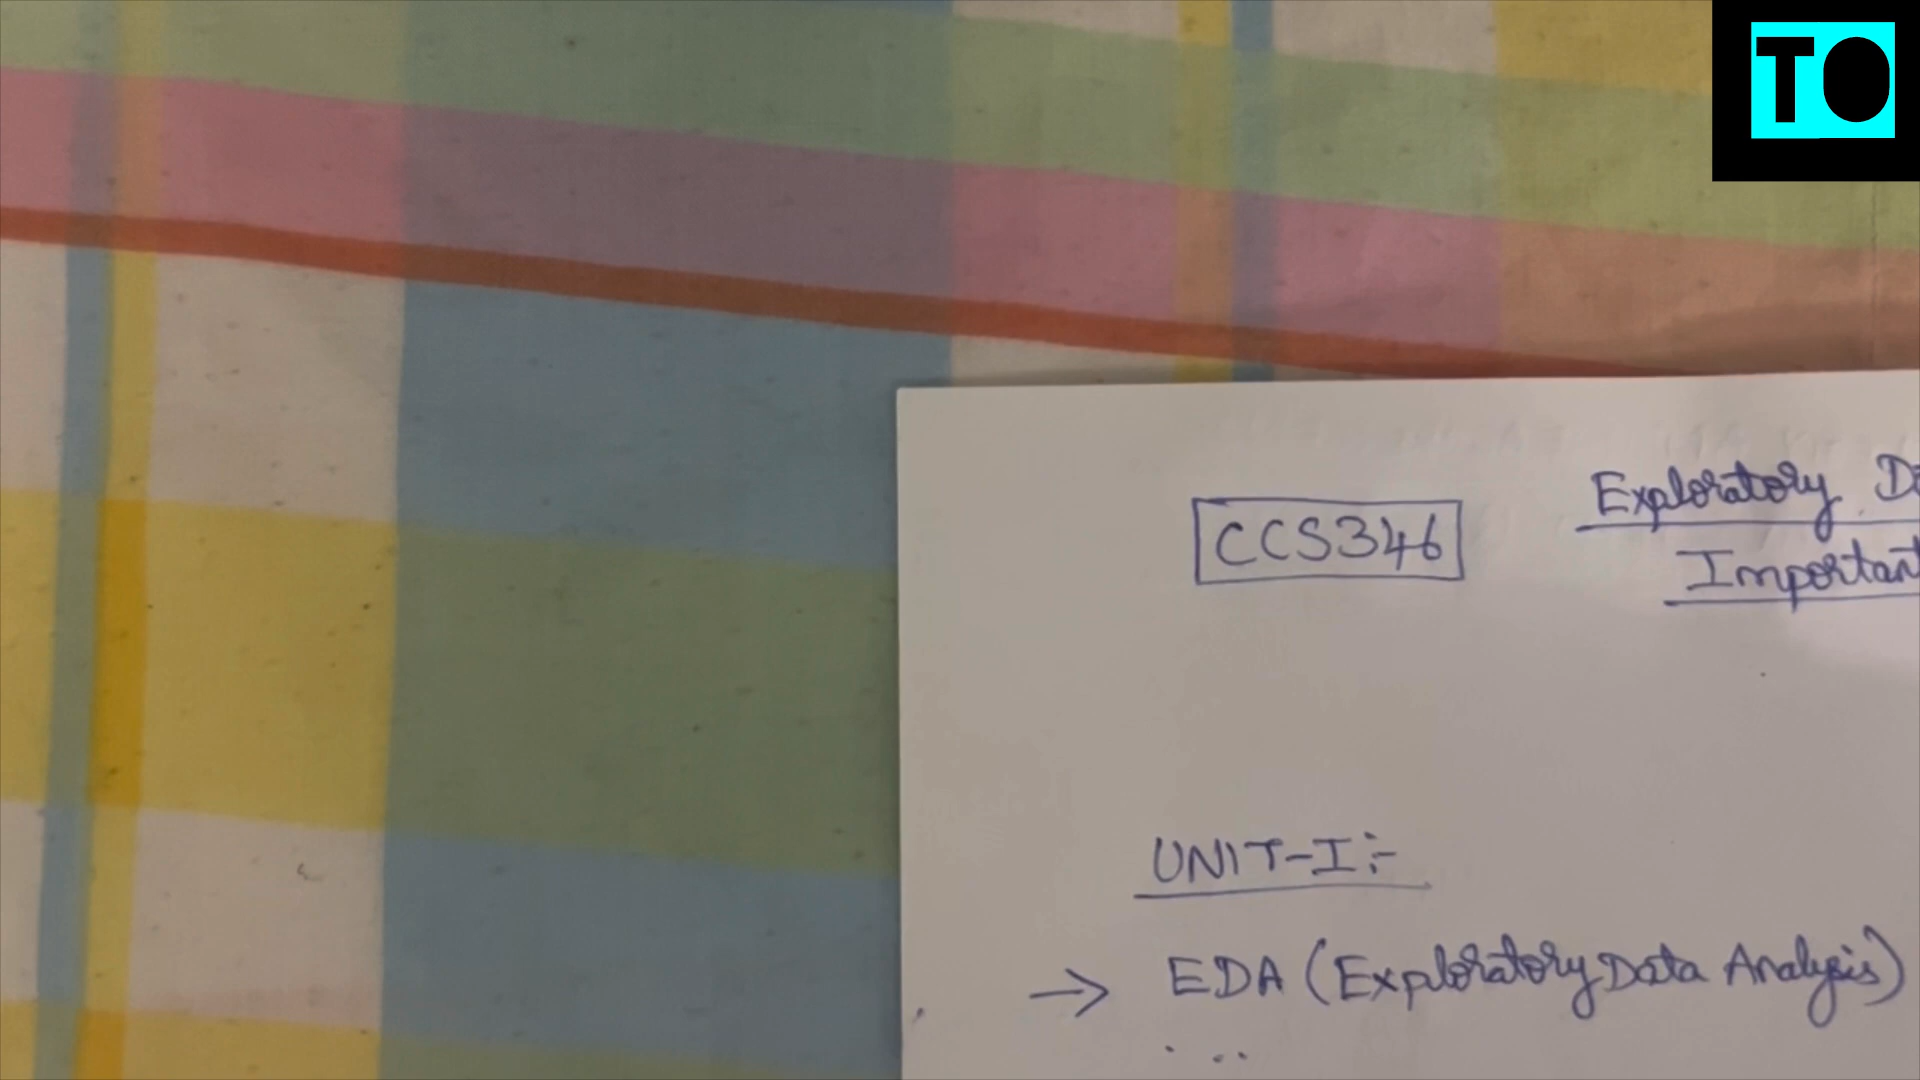 TO
CCS346
Exploratory
Important
UNIT-I:-
→ EDA (Exploratory Data Analysis)